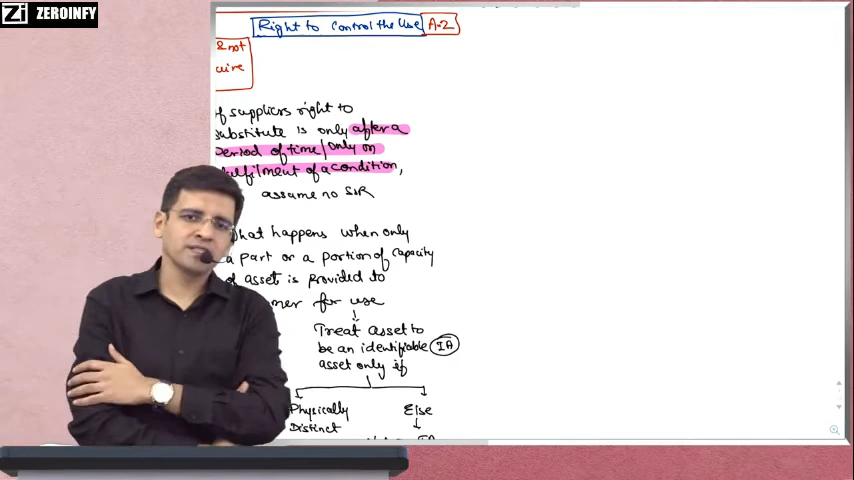 Zi ZEROINFY
Right to Control the Use A-2
& not
uire
of suppliers right to
substitute is only after a
period of time/only on
fulfilment of a condition,
assume no SSR
What happens when only
a part or a portion of capacity
of asset is provided to
omer for use
Treat asset to
be an identifiable IA
asset only if
Physically
Distinct
Else
IA